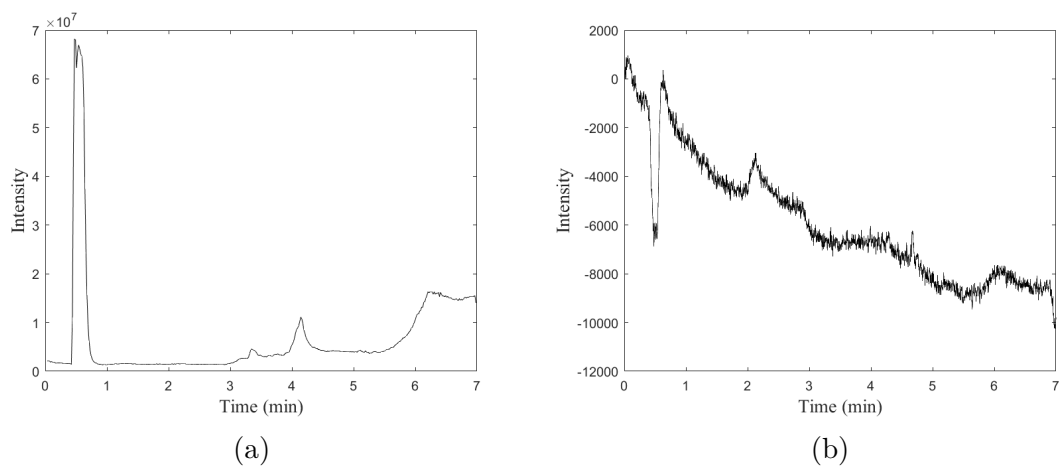 ×10⁷
7
6
5
4
3
2
1
0
Intensity
0 1 2 3 4 5 6 7
Time (min)
(a)
2000
0
-2000
-4000
-6000
-8000
-10000
-12000
Intensity
0 1 2 3 4 5 6 7
Time (min)
(b)